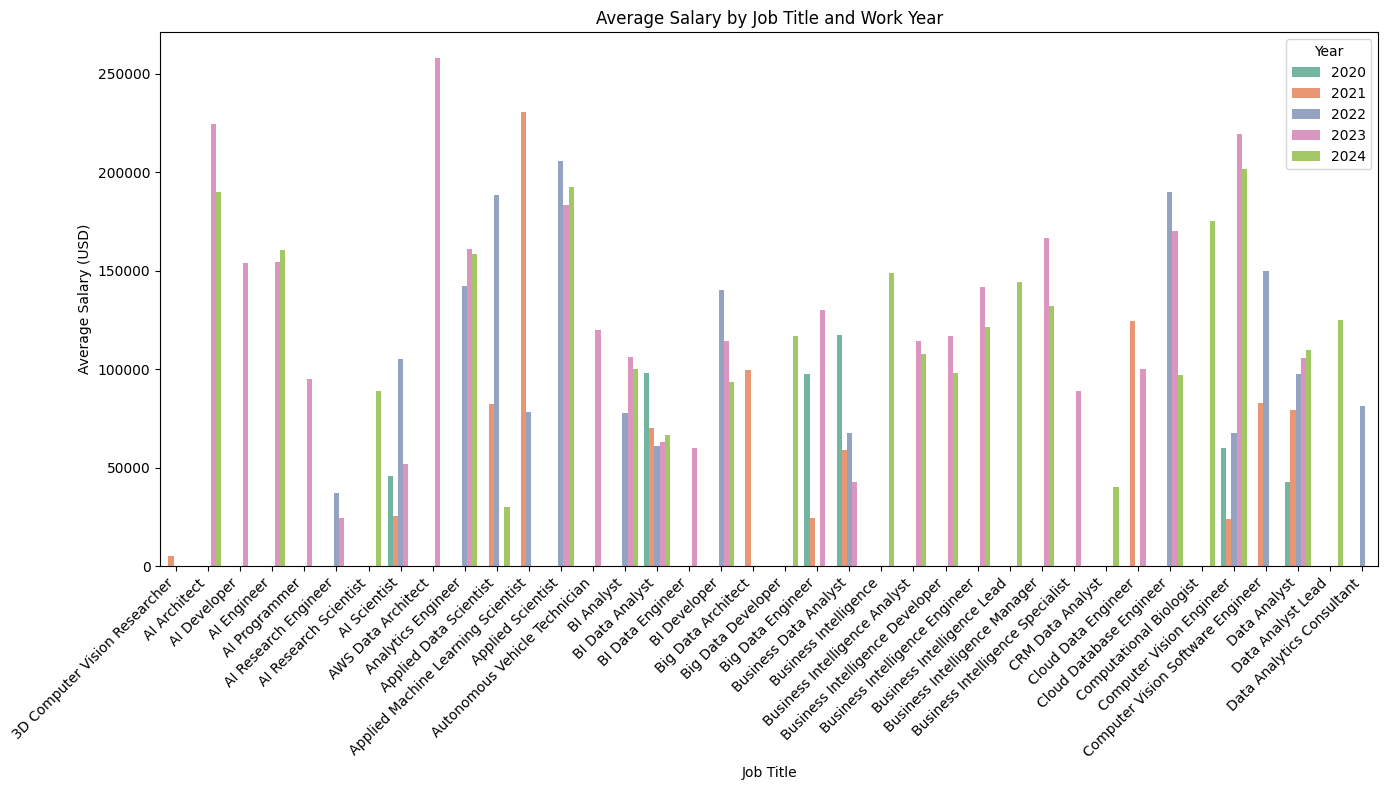 Average Salary by Job Title and Work Year
Year
2020
2021
2022
2023
2024
Average Salary (USD)
250000
200000
150000
100000
50000
0
3D Computer Vision Researcher
AI Architect
AI Developer
AI Engineer
AI Programmer
AI Research Engineer
AI Research Scientist
AI Scientist
AWS Data Architect
Analytics Engineer
Applied Data Scientist
Applied Machine Learning Scientist
Applied Scientist
Autonomous Vehicle Technician
BI Analyst
BI Data Analyst
BI Data Engineer
BI Developer
Big Data Architect
Big Data Developer
Big Data Engineer
Business Data Analyst
Business Intelligence
Business Intelligence Analyst
Business Intelligence Developer
Business Intelligence Engineer
Business Intelligence Lead
Business Intelligence Manager
Business Intelligence Specialist
CRM Data Analyst
Cloud Data Engineer
Cloud Database Engineer
Computational Biologist
Computer Vision Engineer
Computer Vision Software Engineer
Data Analyst
Data Analyst Lead
Data Analytics Consultant
Job Title